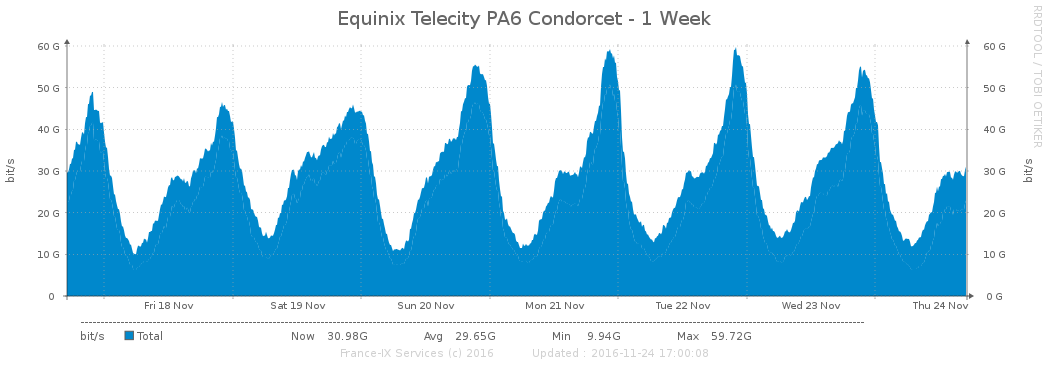 Equinix Telecity PA6 Condorcet - 1 Week
RRDTOOL / TOBI OETIKER
bit/s
60 G
50 G
40 G
30 G
20 G
10 G
0
60 G
50 G
40 G
30 G
20 G
10 G
0 G
bit/s
Fri 18 Nov Sat 19 Nov Sun 20 Nov Mon 21 Nov Tue 22 Nov Wed 23 Nov Thu 24 Nov
bit/s Total Now 30.98G Avg 29.65G Min 9.94G Max 59.72G
France-IX Services (c) 2016 Updated : 2016-11-24 17:00:08